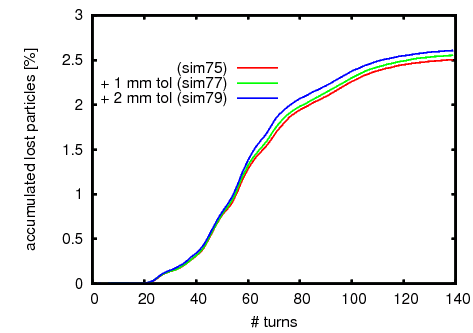 3
2.5
2
1.5
1
0.5
0
accumulated lost particles [%]
(sim75)
+ 1 mm tol (sim77)
+ 2 mm tol (sim79)
0 20 40 60 80 100 120 140
# turns